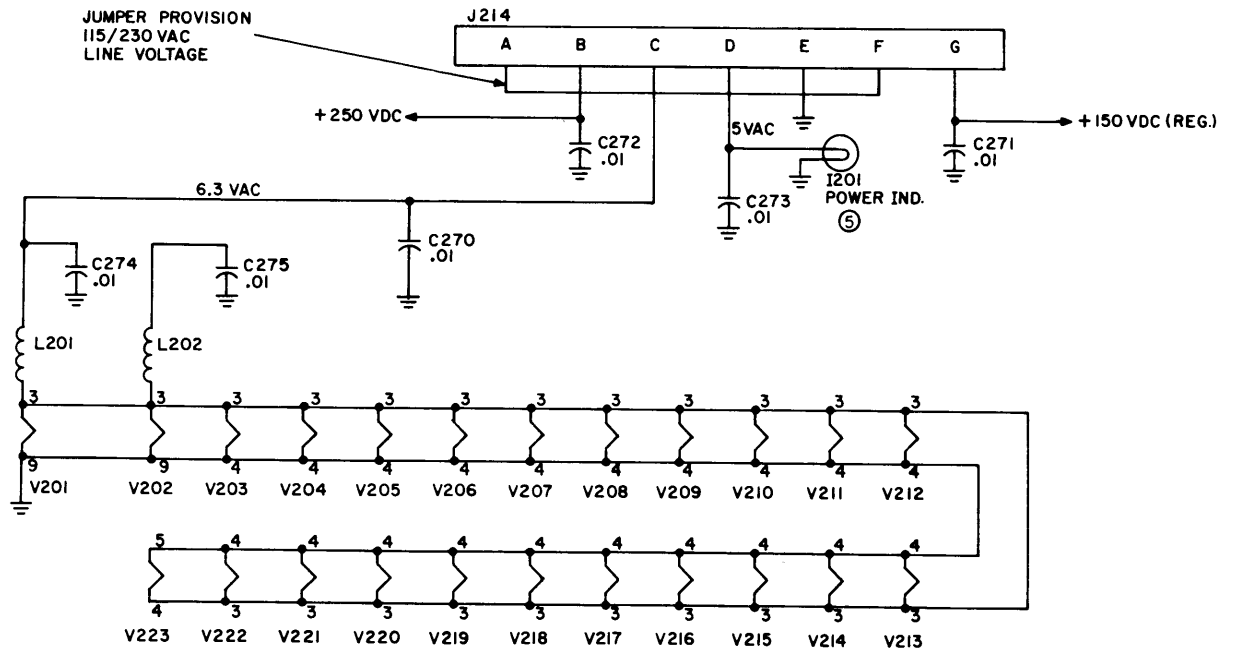 JUMPER PROVISION
115/230 VAC
LINE VOLTAGE
J214
A B C D E F G
+250 VDC
C272
.01
5VAC
I201
POWER IND.
5
C273
.01
C271
.01
+150 VDC (REG.)
6.3 VAC
C270
.01
C274
.01
C275
.01
L201
L202
3 3 3 3 3 3 3 3 3 3 3 3
9 9 4 4 4 4 4 4 4 4 4 4
V201 V202 V203 V204 V205 V206 V207 V208 V209 V210 V211 V212
5 4 4 4 4 4 4 4 4 4 4
4 3 3 3 3 3 3 3 3 3 3
V223 V222 V221 V220 V219 V218 V217 V216 V215 V214 V213